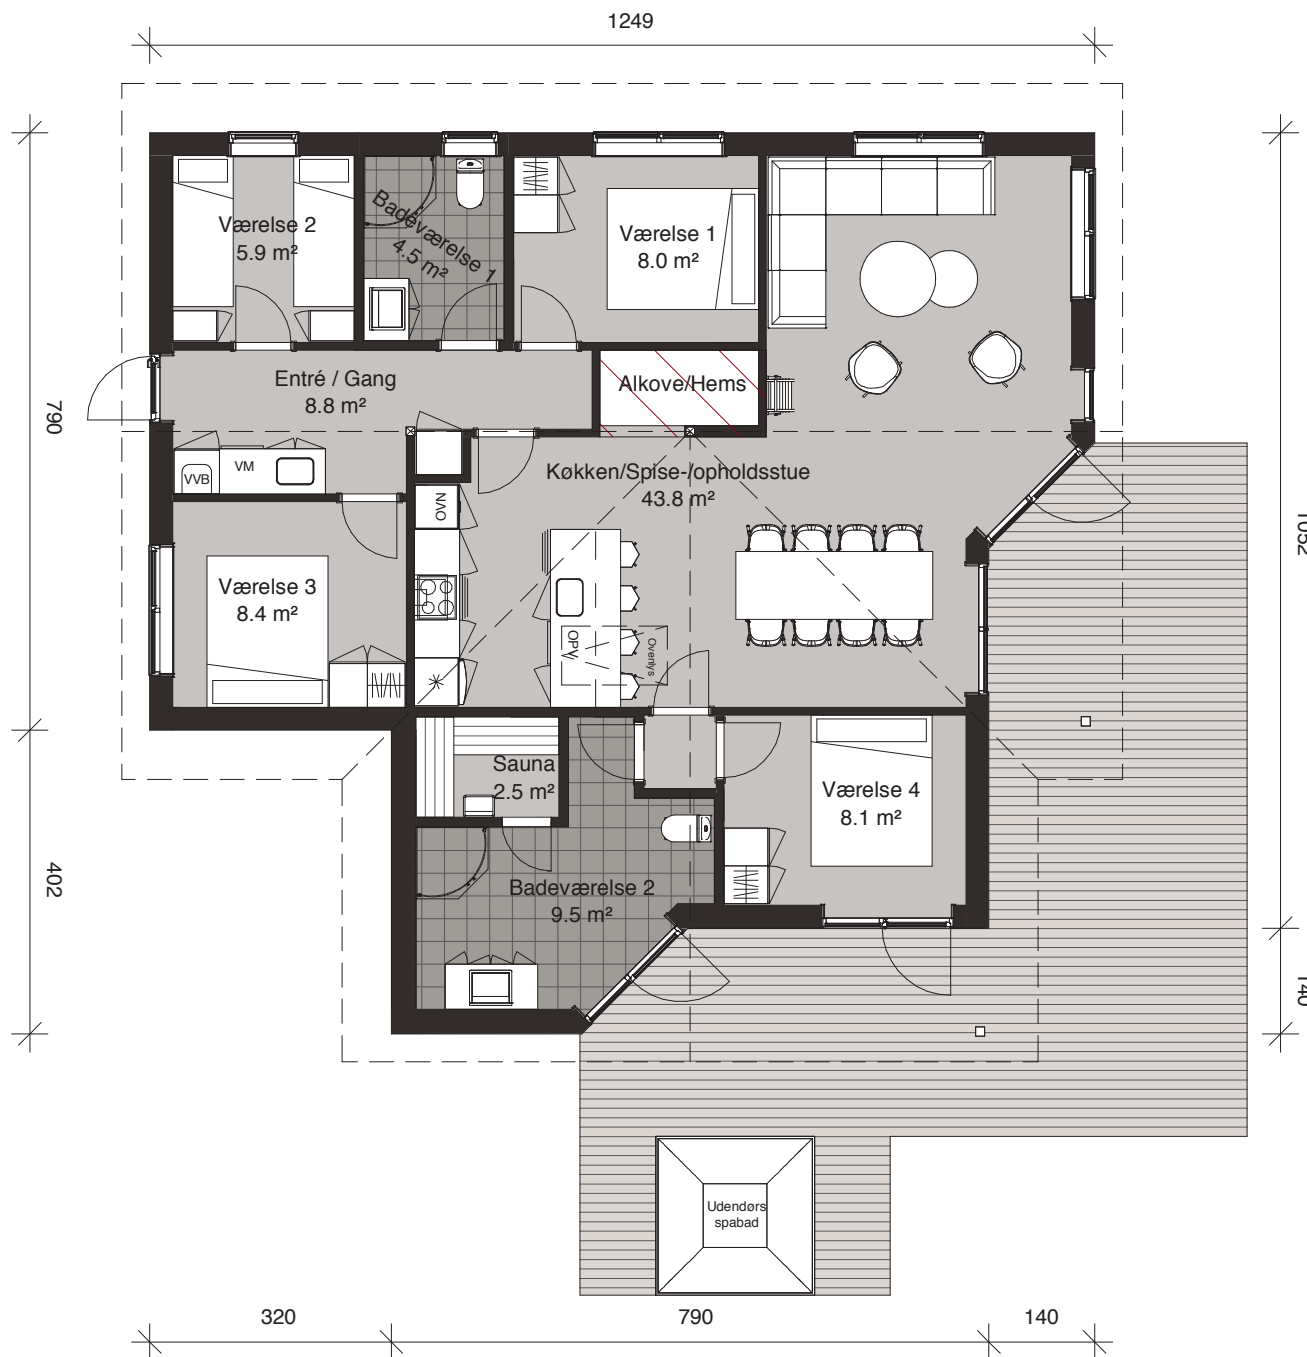 1249
Værelse 2
5.9 m²
Badeværelse 1
4.5 m²
Værelse 1
8.0 m²
Entré / Gang
8.8 m²
Alkove/Hems
790
VVB
VM
Køkken/Spise-/opholdsstue
43.8 m²
OVN
1052
Værelse 3
8.4 m²
OPV
Ovenlys
Sauna
2.5 m²
Værelse 4
8.1 m²
402
Badeværelse 2
9.5 m²
140
Udendørs
spabad
320
790
140